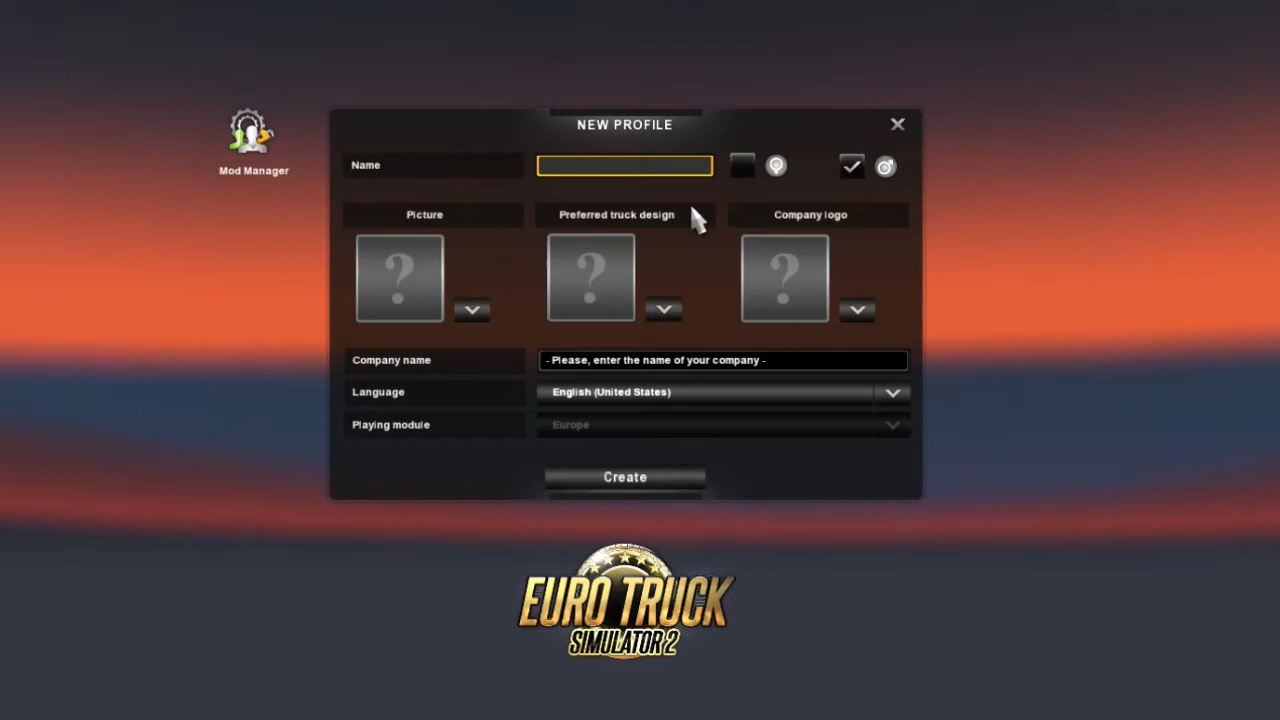 NEW PROFILE
Mod Manager
Name
Picture
Preferred truck design
Company logo
?
?
?
Company name
- Please, enter the name of your company -
Language
English (United States)
Playing module
Europe
Create
EURO TRUCK
SIMULATOR 2